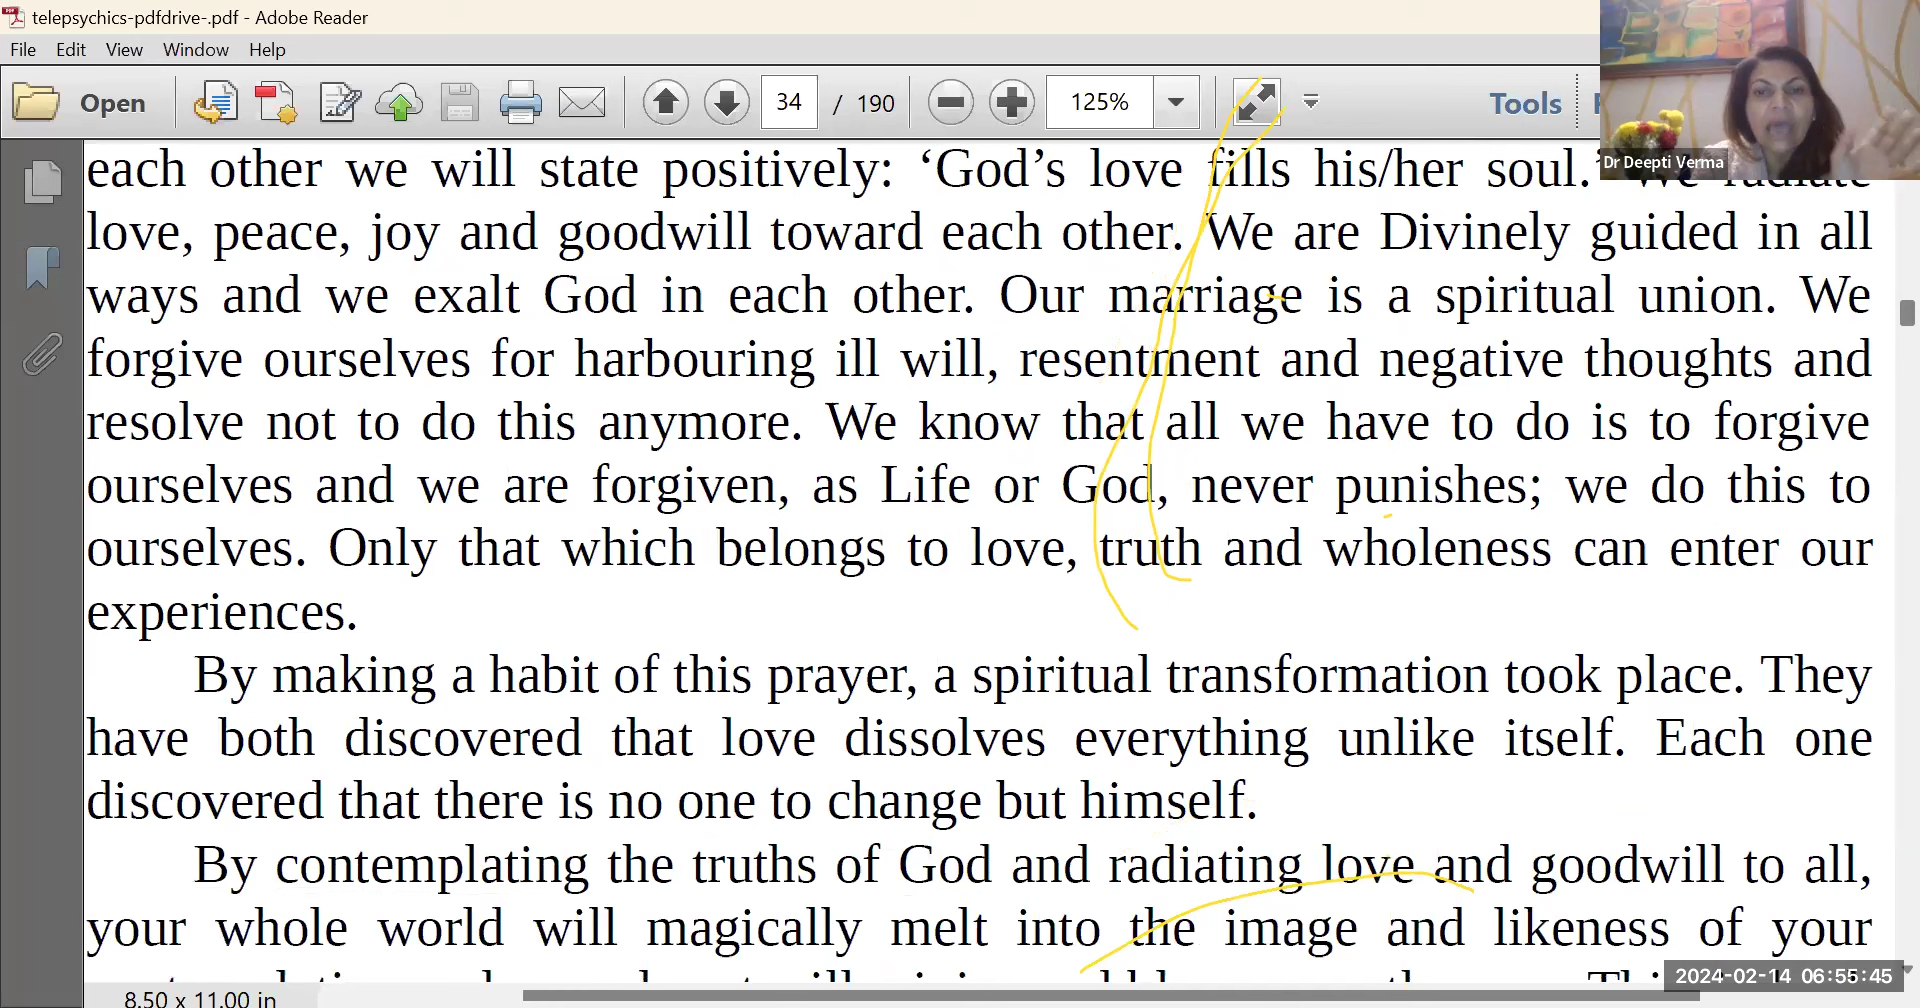 telepsychics-pdfdrive-.pdf - Adobe Reader
File Edit View Window Help
Open 34 / 190 125% Tools
Dr Deepti Verma
each other we will state positively: ‘God’s love fills his/her soul.’ We radiate
love, peace, joy and goodwill toward each other. We are Divinely guided in all
ways and we exalt God in each other. Our marriage is a spiritual union. We
forgive ourselves for harbouring ill will, resentment and negative thoughts and
resolve not to do this anymore. We know that all we have to do is to forgive
ourselves and we are forgiven, as Life or God, never punishes; we do this to
ourselves. Only that which belongs to love, truth and wholeness can enter our
experiences.
By making a habit of this prayer, a spiritual transformation took place. They
have both discovered that love dissolves everything unlike itself. Each one
discovered that there is no one to change but himself.
By contemplating the truths of God and radiating love and goodwill to all,
your whole world will magically melt into the image and likeness of your
2024-02-14 06:55:45
8.50 x 11.00 in